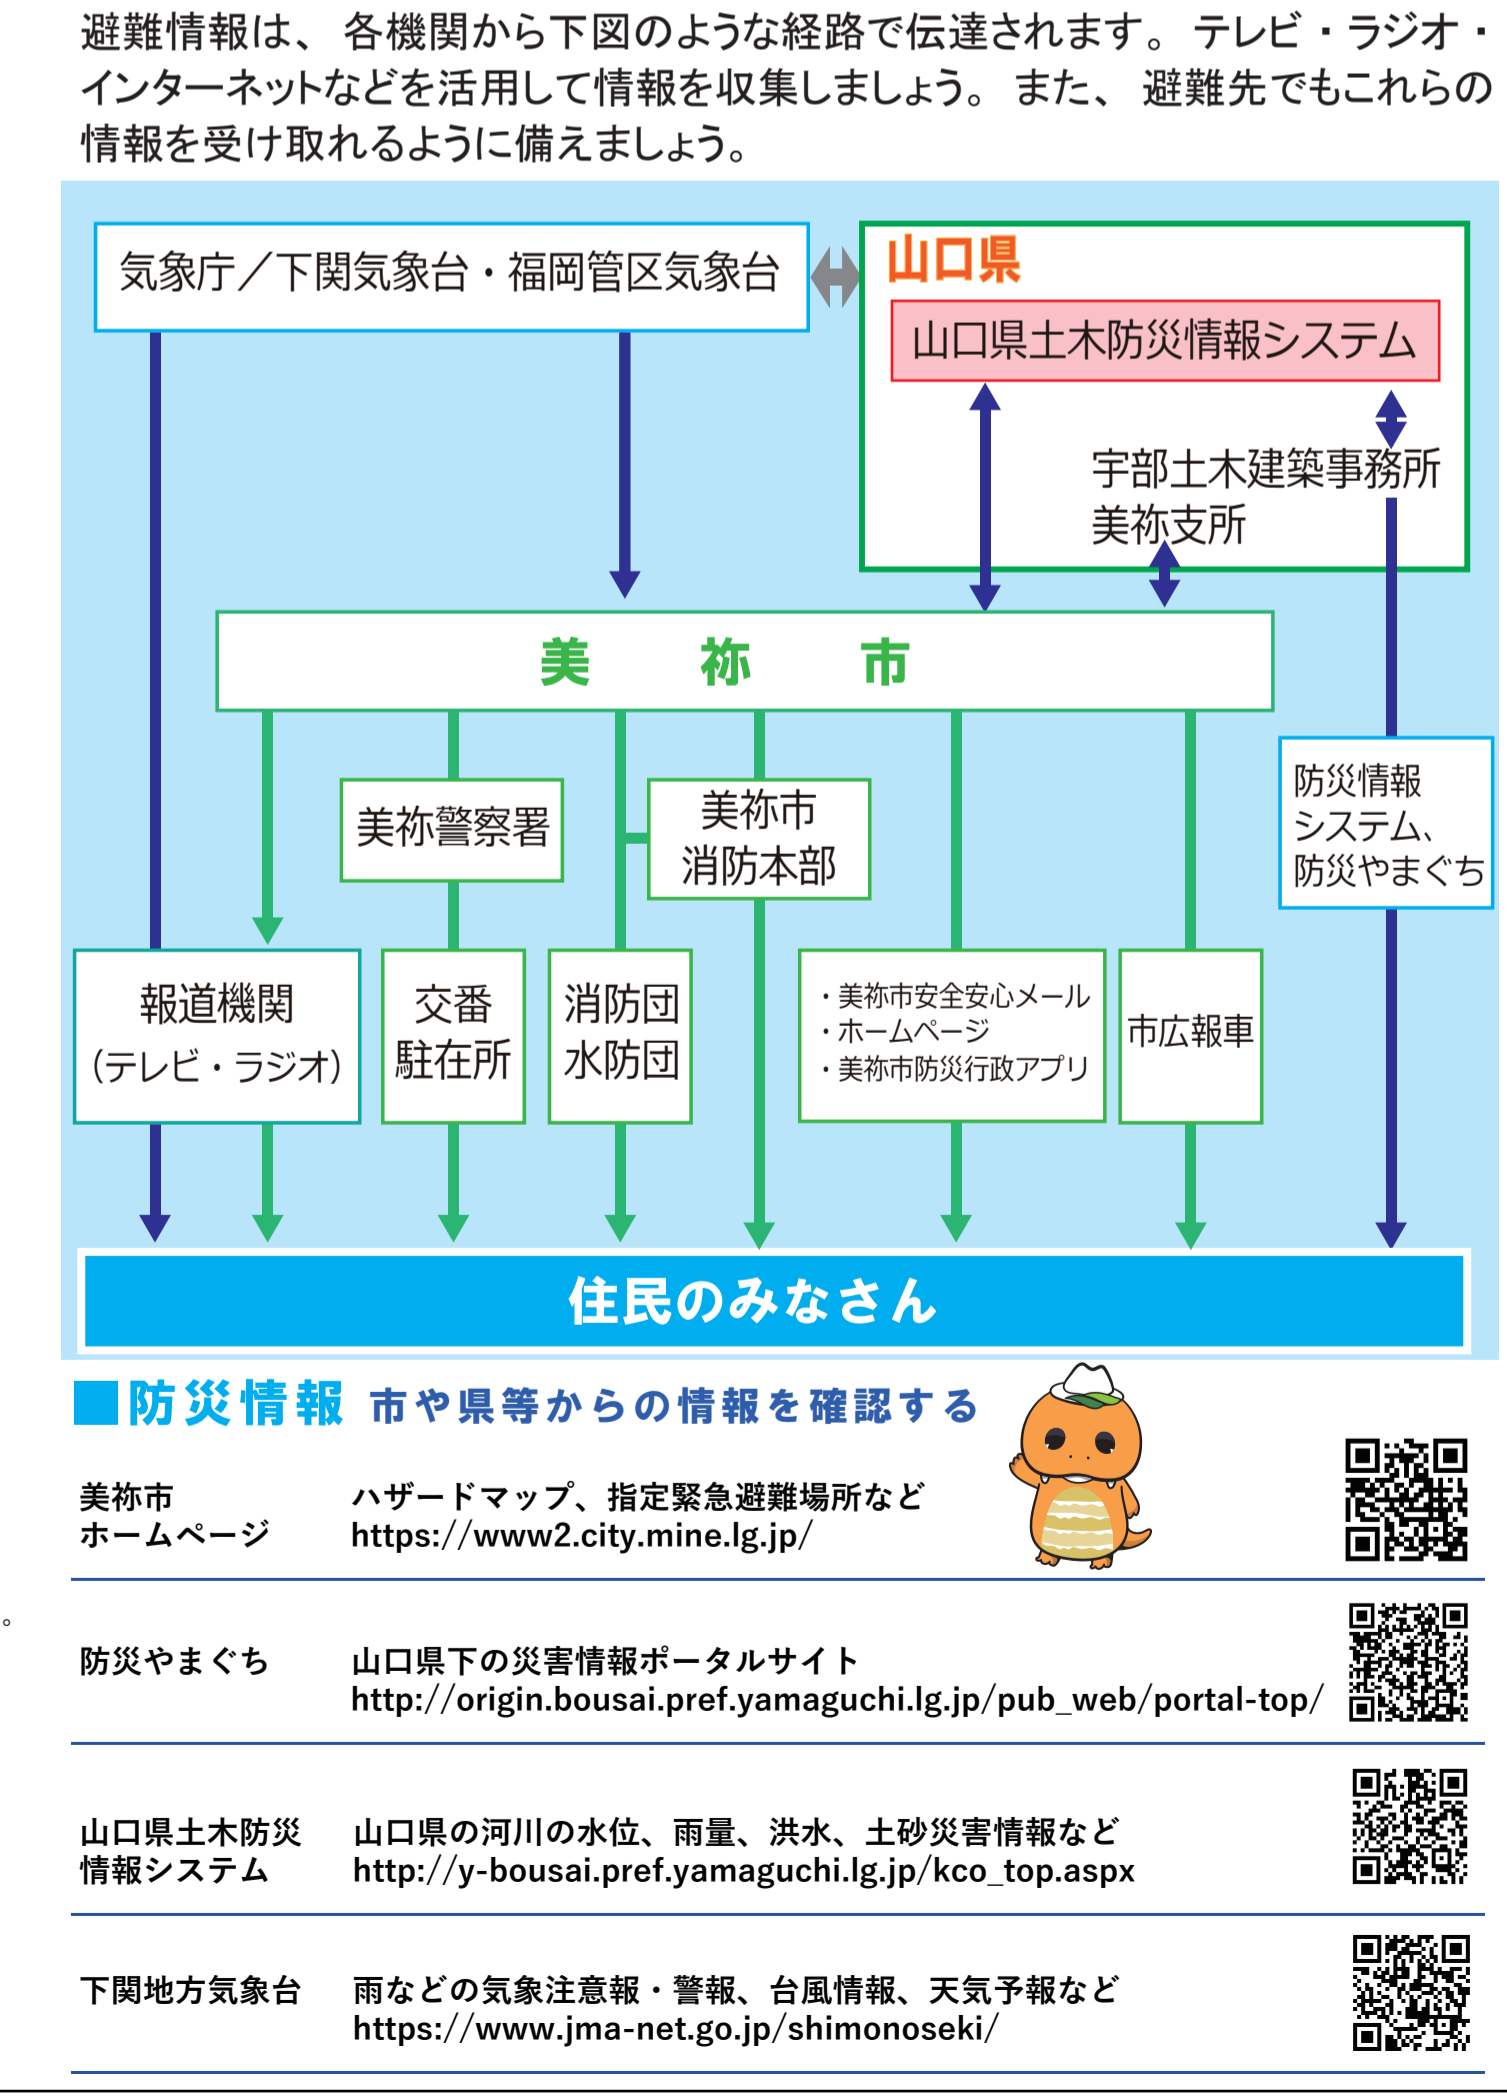 避難情報は、各機関から下図のような経路で伝達されます。テレビ・ラジオ・
インターネットなどを活用して情報を収集しましょう。また、避難先でもこれらの
情報を受け取れるように備えましょう。
気象庁／下関気象台・福岡管区気象台
山口県
山口県土木防災情報システム
宇部土木建築事務所
美祢支所
美祢市
美祢警察署
美祢市
消防本部
防災情報
システム、
防災やまぐち
報道機関
（テレビ・ラジオ）
交番
駐在所
消防団
水防団
・美祢市安全安心メール
・ホームページ
・美祢市防災行政アプリ
市広報車
住民のみなさん
■防災情報 市や県等からの情報を確認する
美祢市
ホームページ
ハザードマップ、指定緊急避難場所など
https://www2.city.mine.lg.jp/
。
防災やまぐち
山口県下の災害情報ポータルサイト
http://origin.bousai.pref.yamaguchi.lg.jp/pub_web/portal-top/
山口県土木防災
情報システム
山口県の河川の水位、雨量、洪水、土砂災害情報など
http://y-bousai.pref.yamaguchi.lg.jp/kco_top.aspx
下関地方気象台
雨などの気象注意報・警報、台風情報、天気予報など
https://www.jma-net.go.jp/shimonoseki/